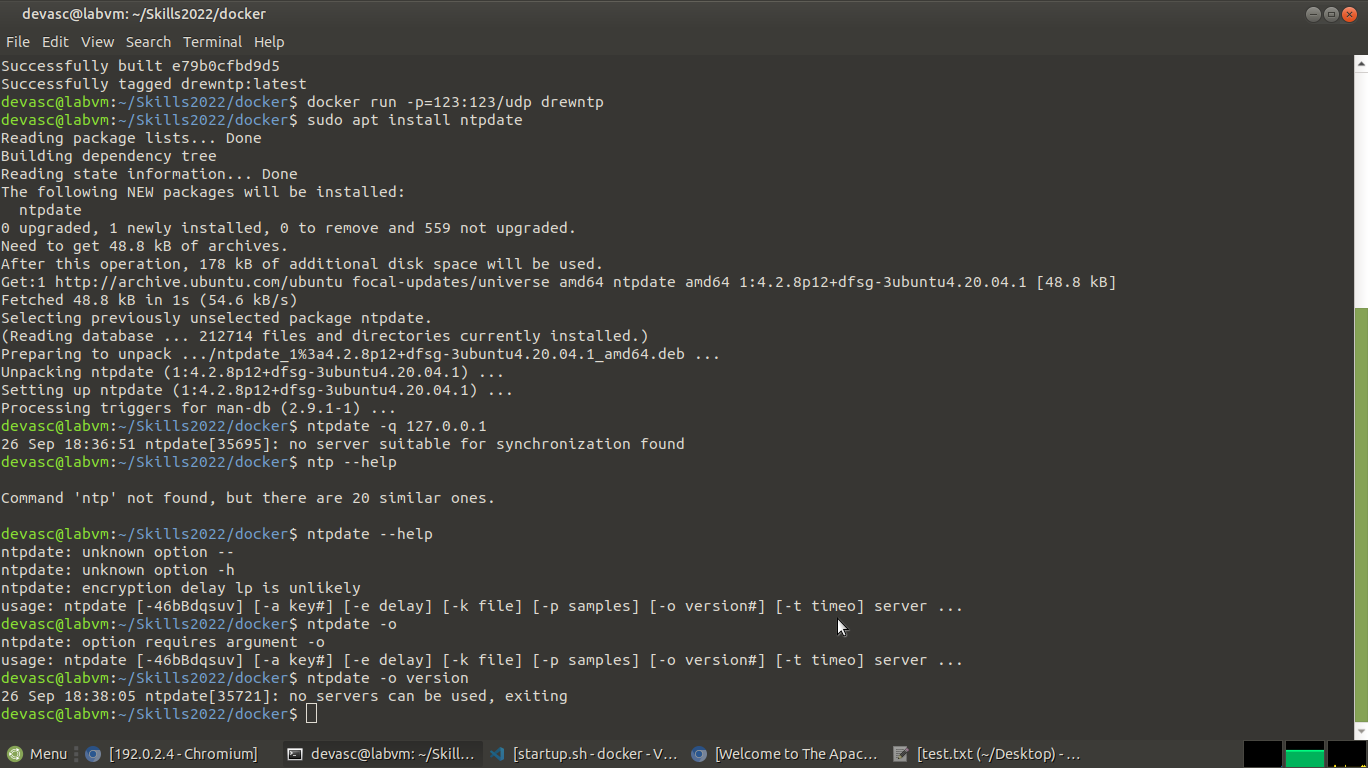 devasc@labvm: ~/Skills2022/docker
File Edit View Search Terminal Help
Successfully built e79b0cfbd9d5
Successfully tagged drewntp:latest
devasc@labvm:~/Skills2022/docker$ docker run -p=123:123/udp drewntp
devasc@labvm:~/Skills2022/docker$ sudo apt install ntpdate
Reading package lists... Done
Building dependency tree
Reading state information... Done
The following NEW packages will be installed:
  ntpdate
0 upgraded, 1 newly installed, 0 to remove and 559 not upgraded.
Need to get 48.8 kB of archives.
After this operation, 178 kB of additional disk space will be used.
Get:1 http://archive.ubuntu.com/ubuntu focal-updates/universe amd64 ntpdate amd64 1:4.2.8p12+dfsg-3ubuntu4.20.04.1 [48.8 kB]
Fetched 48.8 kB in 1s (54.6 kB/s)
Selecting previously unselected package ntpdate.
(Reading database ... 212714 files and directories currently installed.)
Preparing to unpack .../ntpdate_1%3a4.2.8p12+dfsg-3ubuntu4.20.04.1_amd64.deb ...
Unpacking ntpdate (1:4.2.8p12+dfsg-3ubuntu4.20.04.1) ...
Setting up ntpdate (1:4.2.8p12+dfsg-3ubuntu4.20.04.1) ...
Processing triggers for man-db (2.9.1-1) ...
devasc@labvm:~/Skills2022/docker$ ntpdate -q 127.0.0.1
26 Sep 18:36:51 ntpdate[35695]: no server suitable for synchronization found
devasc@labvm:~/Skills2022/docker$ ntp --help
Command 'ntp' not found, but there are 20 similar ones.
devasc@labvm:~/Skills2022/docker$ ntpdate --help
ntpdate: unknown option --
ntpdate: unknown option -h
ntpdate: encryption delay lp is unlikely
usage: ntpdate [-46bBdqsuv] [-a key#] [-e delay] [-k file] [-p samples] [-o version#] [-t timeo] server ...
devasc@labvm:~/Skills2022/docker$ ntpdate -o
ntpdate: option requires argument -o
usage: ntpdate [-46bBdqsuv] [-a key#] [-e delay] [-k file] [-p samples] [-o version#] [-t timeo] server ...
devasc@labvm:~/Skills2022/docker$ ntpdate -o version
26 Sep 18:38:05 ntpdate[35721]: no servers can be used, exiting
devasc@labvm:~/Skills2022/docker$
Menu [192.0.2.4 - Chromium] devasc@labvm: ~/Skill... [startup.sh - docker - V... [Welcome to The Apac... [test.txt (~/Desktop) - ...